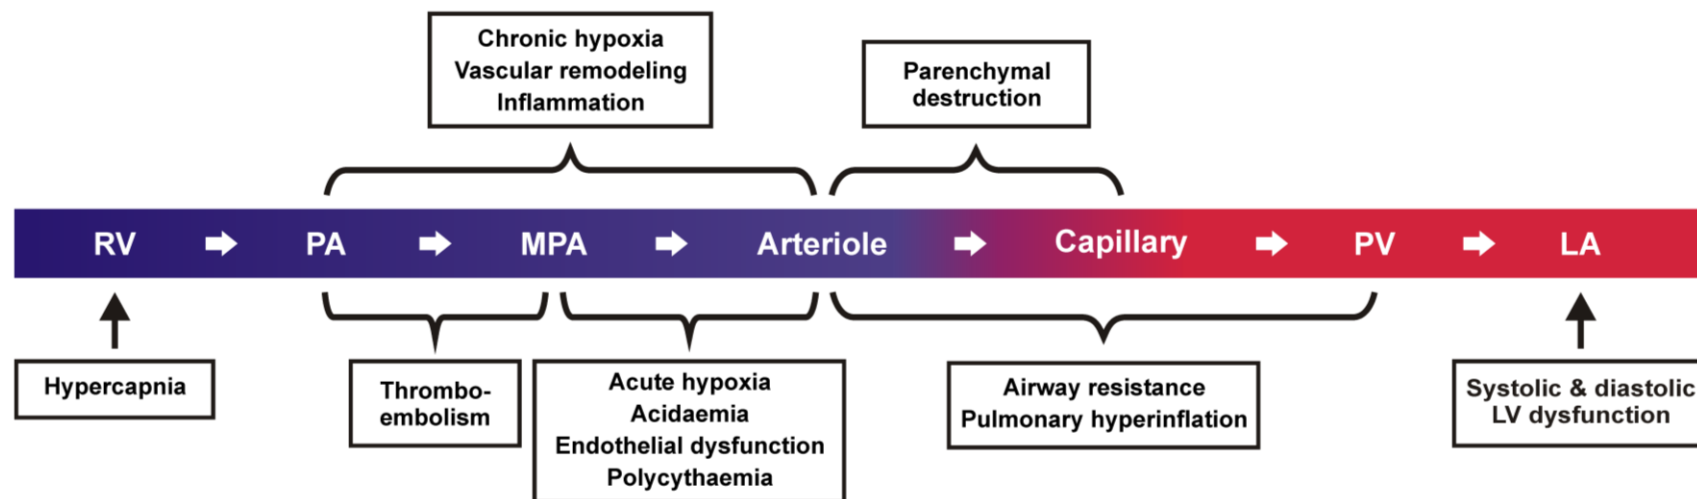 Chronic hypoxia
Vascular remodeling
Inflammation
Parenchymal
destruction
RV
PA
MPA
Arteriole
Capillary
PV
LA
Hypercapnia
Thrombo-
embolism
Acute hypoxia
Acidaemia
Endothelial dysfunction
Polycythaemia
Airway resistance
Pulmonary hyperinflation
Systolic & diastolic
LV dysfunction